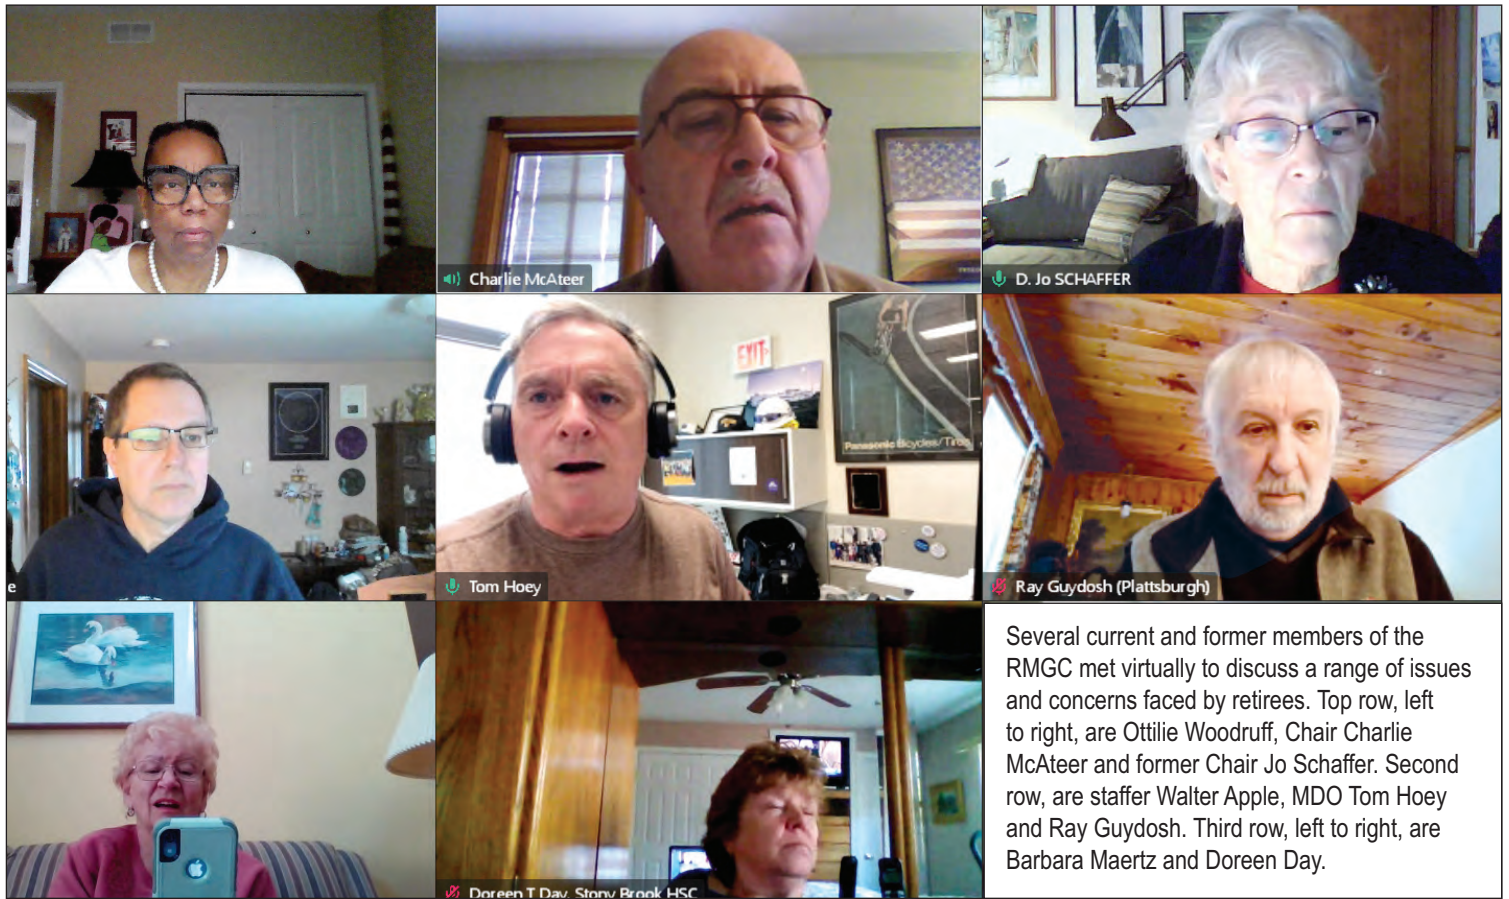 Charlie McAteer
D. Jo SCHAFFER
EXIT
Panasonic Bicycles/Tires
e
Tom Hoey
Ray Guydosh (Plattsburgh)
Doreen T Day, Stony Brook HSC
Several current and former members of the
RMGC met virtually to discuss a range of issues
and concerns faced by retirees. Top row, left
to right, are Ottilie Woodruff, Chair Charlie
McAteer and former Chair Jo Schaffer. Second
row, are staffer Walter Apple, MDO Tom Hoey
and Ray Guydosh. Third row, left to right, are
Barbara Maertz and Doreen Day.